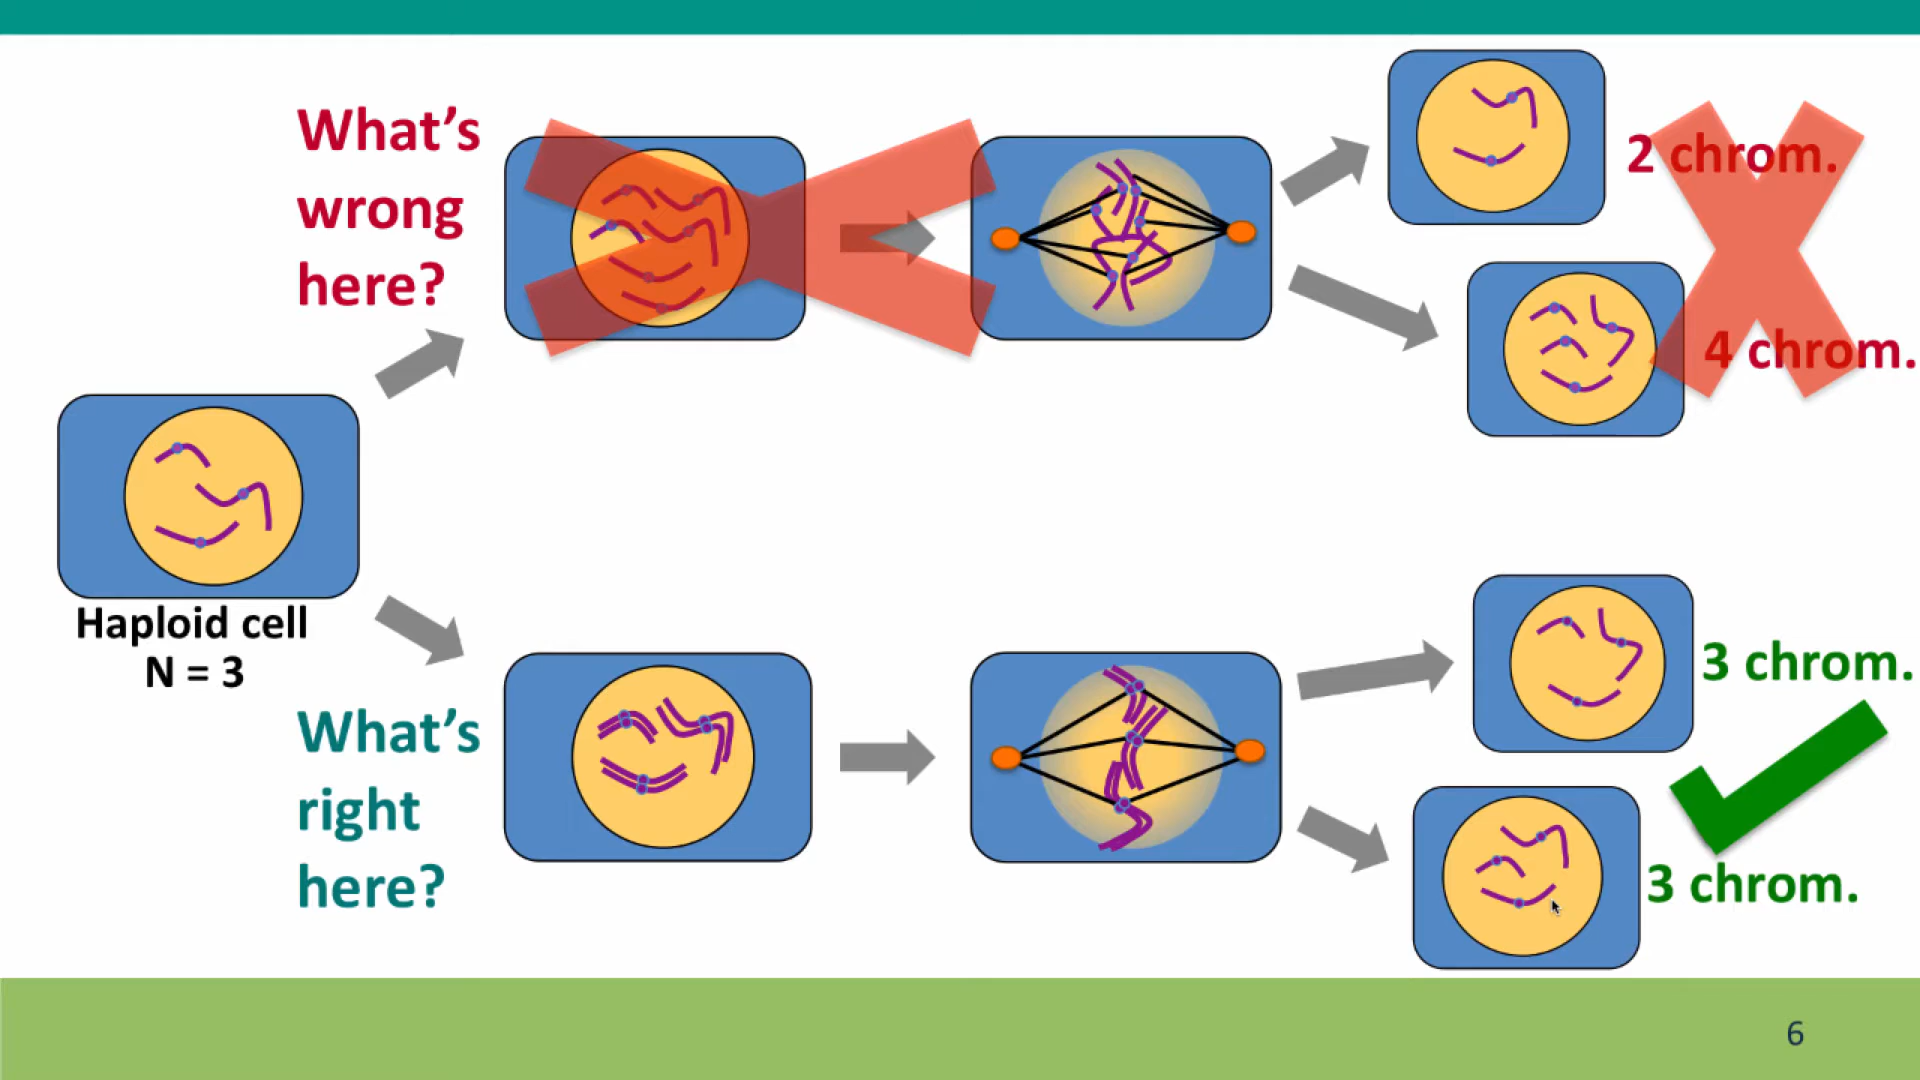 What's
wrong
here?
2 chrom.
4 chrom.
Haploid cell
N = 3
What's
right
here?
3 chrom.
3 chrom.
6